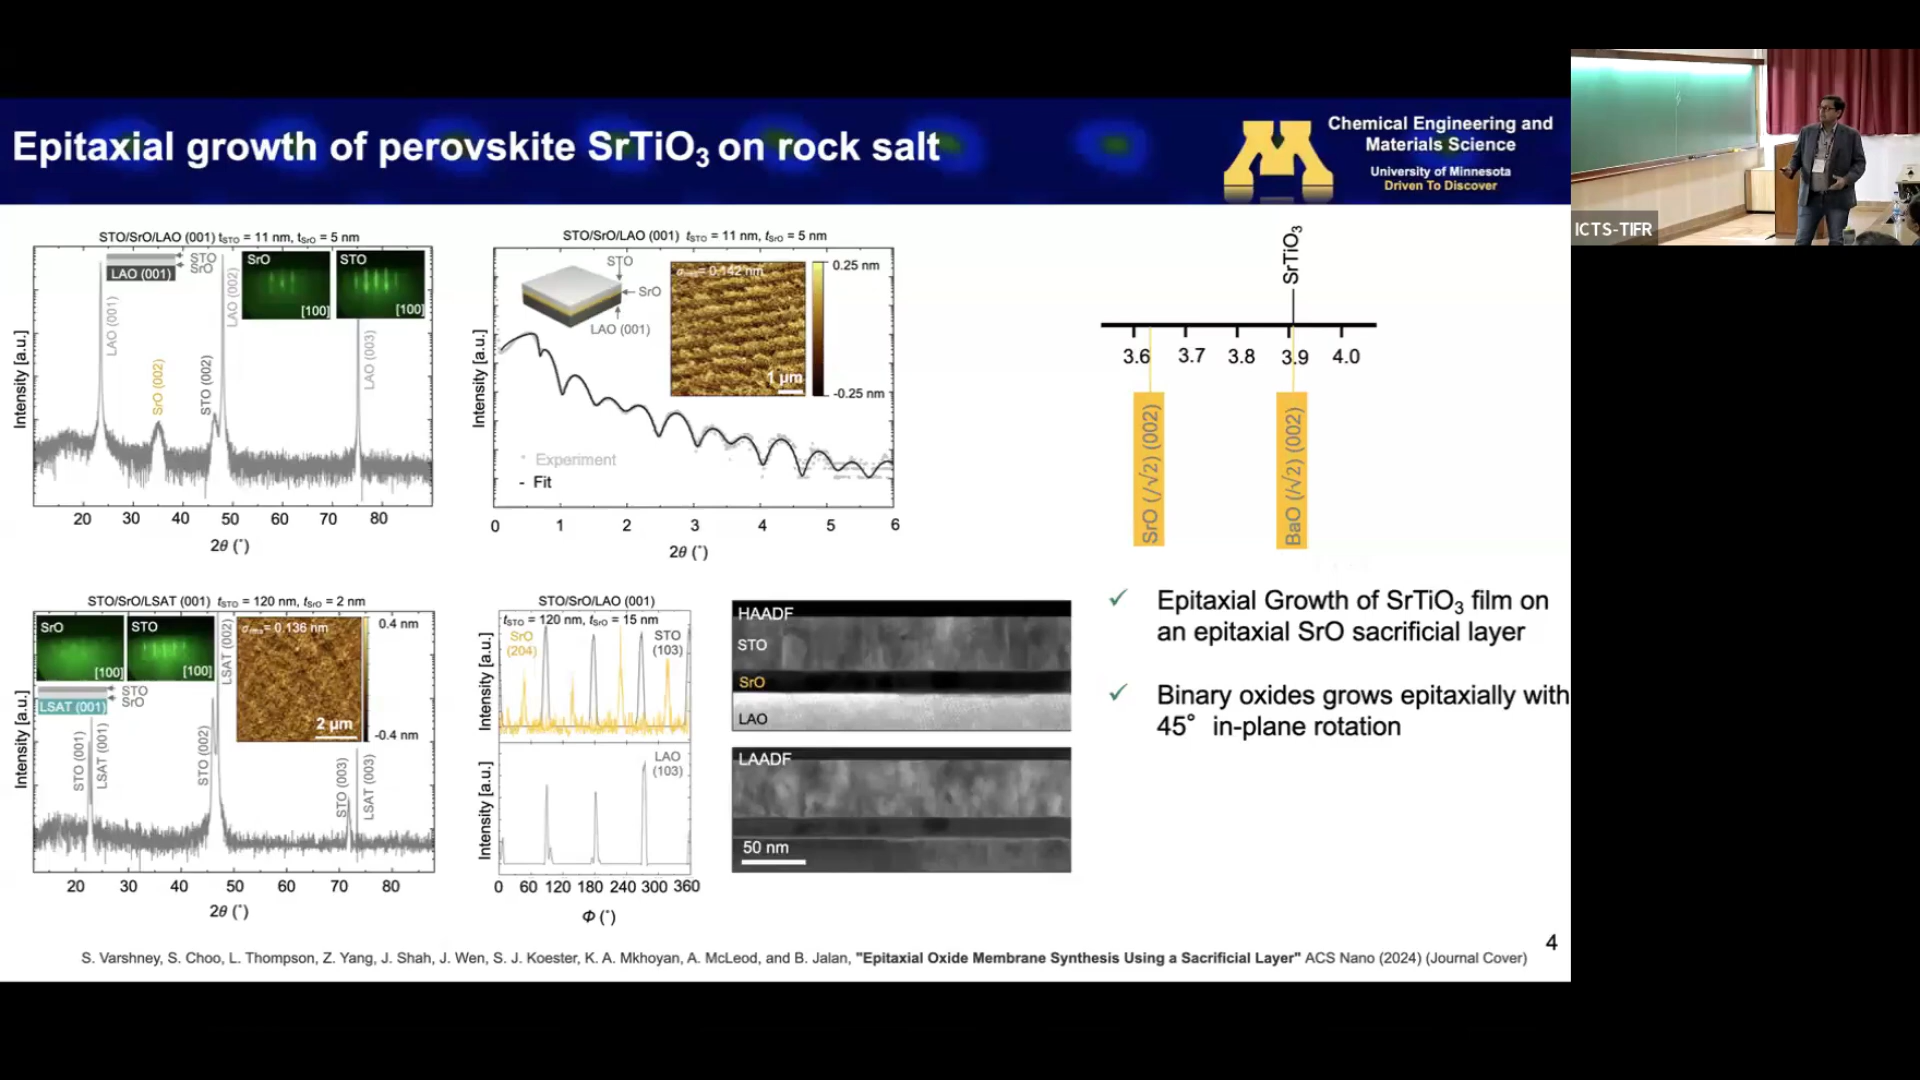 Epitaxial growth of perovskite SrTiO₃ on rock salt
Chemical Engineering and
Materials Science
University of Minnesota
Driven To Discover
ICTS-TIFR
STO/SrO/LAO (001) tSTO = 11 nm, tSrO = 5 nm
STO
SrO
LAO (001)
SrO
[100]
STO
[100]
LAO (001)
SrO (002)
STO (002)
LAO (002)
LAO (003)
Intensity [a.u.]
20 30 40 50 60 70 80
2θ (°)
STO/SrO/LAO (001) tSTO = 11 nm, tSrO = 5 nm
STO
SrO
LAO (001)
σrms= 0.142 nm
1 μm
0.25 nm
-0.25 nm
Experiment
- Fit
Intensity [a.u.]
0 1 2 3 4 5 6
2θ (°)
SrTiO₃
3.6 3.7 3.8 3.9 4.0
SrO (/√2) (002)
BaO (/√2) (002)
STO/SrO/LSAT (001) tSTO = 120 nm, tSrO = 2 nm
SrO
[100]
STO
[100]
STO
SrO
LSAT (001)
σrms= 0.136 nm
2 μm
0.4 nm
-0.4 nm
STO (001)
LSAT (001)
STO (002)
LSAT (002)
STO (003)
LSAT (003)
Intensity [a.u.]
20 30 40 50 60 70 80
2θ (°)
STO/SrO/LAO (001)
tSTO = 120 nm, tSrO = 15 nm
SrO
(204)
STO
(103)
Intensity [a.u.]
LAO
(103)
Intensity [a.u.]
0 60 120 180 240 300 360
Φ (°)
HAADF
STO
SrO
LAO
LAADF
50 nm
✓ Epitaxial Growth of SrTiO₃ film on
an epitaxial SrO sacrificial layer
✓ Binary oxides grows epitaxially with
45° in-plane rotation
4
S. Varshney, S. Choo, L. Thompson, Z. Yang, J. Shah, J. Wen, S. J. Koester, K. A. Mkhoyan, A. McLeod, and B. Jalan, "Epitaxial Oxide Membrane Synthesis Using a Sacrificial Layer" ACS Nano (2024) (Journal Cover)